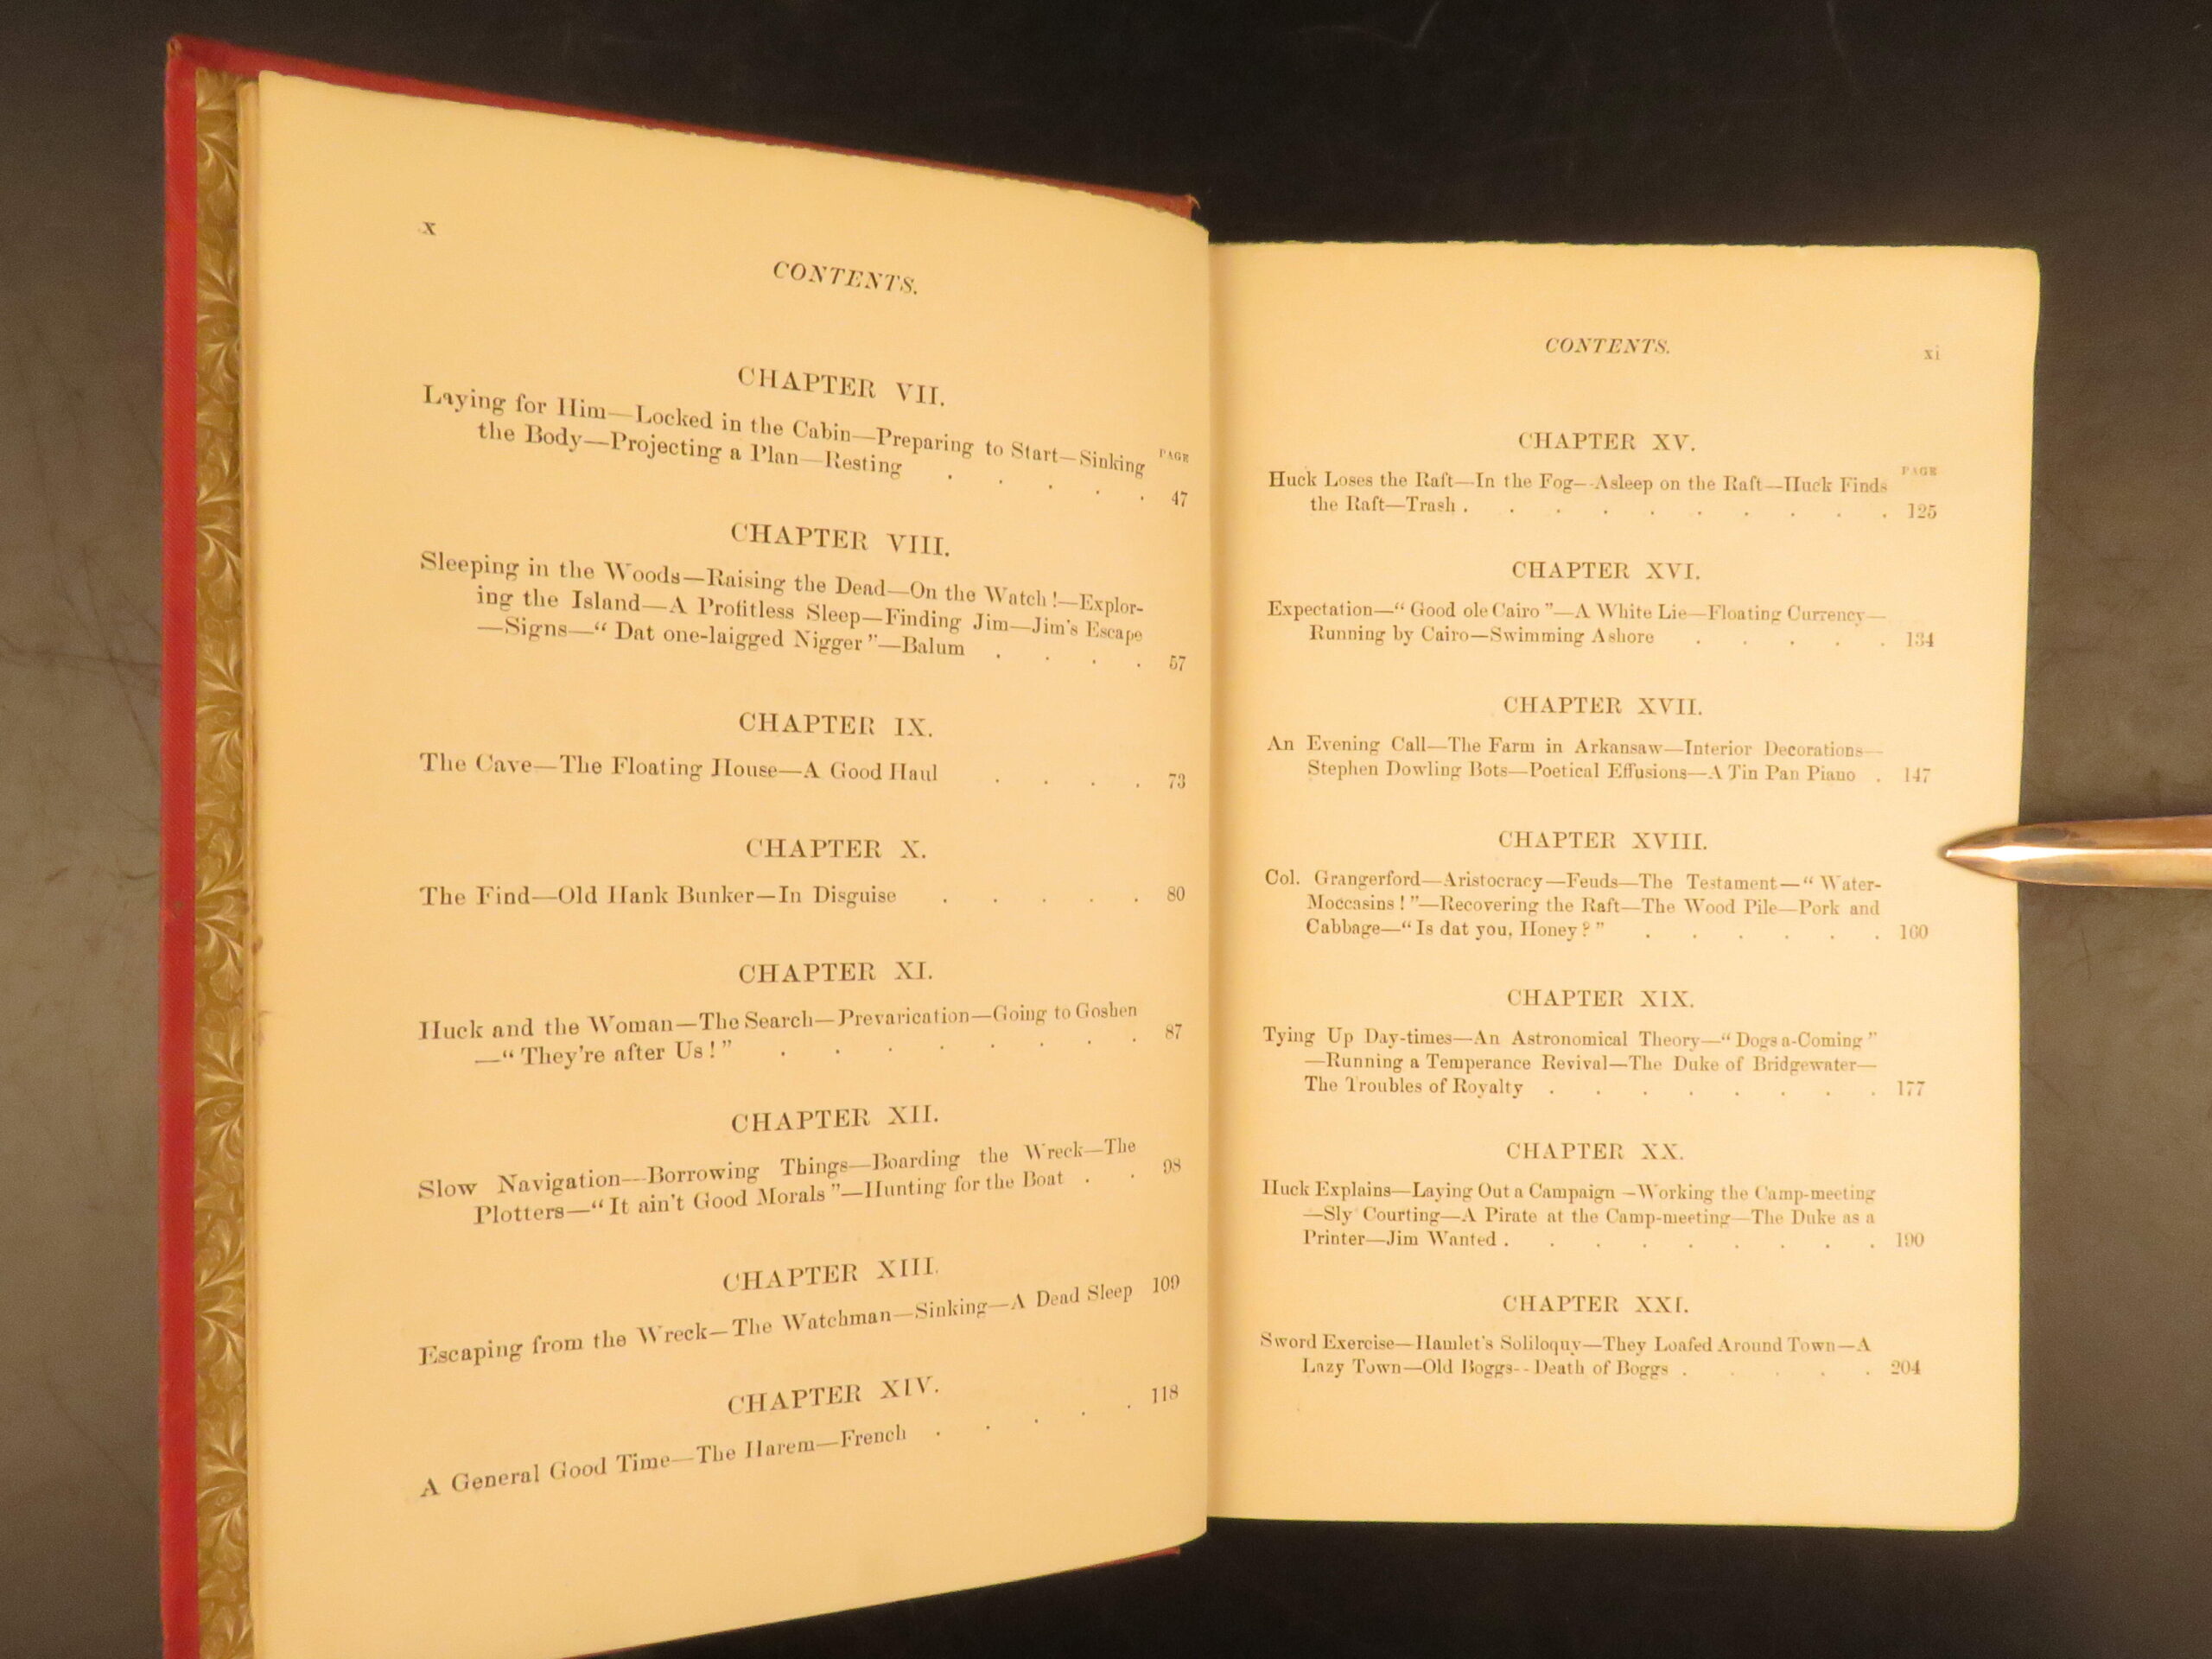 x
CONTENTS.
CHAPTER VII.
PAGE
Laying for Him—Locked in the Cabin—Preparing to Start—Sinking
the Body—Projecting a Plan—Resting . . . . . 47
CHAPTER VIII.
Sleeping in the Woods—Raising the Dead—On the Watch!—Explor-
ing the Island—A Profitless Sleep—Finding Jim—Jim's Escape
—Signs—“Dat one-laigged Nigger”—Balum . . . . 57
CHAPTER IX.
The Cave—The Floating House—A Good Haul . . . . 73
CHAPTER X.
The Find—Old Hank Bunker—In Disguise . . . . . 80
CHAPTER XI.
Huck and the Woman—The Search—Prevarication—Going to Goshen
—“They're after Us!” . . . . . . . . 87
CHAPTER XII.
Slow Navigation—Borrowing Things—Boarding the Wreck—The
Plotters—“It ain't Good Morals”—Hunting for the Boat . . 98
CHAPTER XIII.
Escaping from the Wreck—The Watchman—Sinking—A Dead Sleep 109
CHAPTER XIV.
A General Good Time—The Harem—French . . . . . 118
CONTENTS. xi
CHAPTER XV.
PAGE
Huck Loses the Raft—In the Fog—Asleep on the Raft—Huck Finds
the Raft—Trash . . . . . . . . . . 125
CHAPTER XVI.
Expectation—“Good ole Cairo”—A White Lie—Floating Currency—
Running by Cairo—Swimming Ashore . . . . . 134
CHAPTER XVII.
An Evening Call—The Farm in Arkansaw—Interior Decorations—
Stephen Dowling Bots—Poetical Effusions—A Tin Pan Piano . 147
CHAPTER XVIII.
Col. Grangerford—Aristocracy—Feuds—The Testament—“Water-
Moccasins!”—Recovering the Raft—The Wood Pile—Pork and
Cabbage—“Is dat you, Honey?” . . . . . . 160
CHAPTER XIX.
Tying Up Day-times—An Astronomical Theory—“Dogs a-Coming”
—Running a Temperance Revival—The Duke of Bridgewater—
The Troubles of Royalty . . . . . . . . 177
CHAPTER XX.
Huck Explains—Laying Out a Campaign—Working the Camp-meeting
—Sly Courting—A Pirate at the Camp-meeting—The Duke as a
Printer—Jim Wanted . . . . . . . . . 190
CHAPTER XXI.
Sword Exercise—Hamlet's Soliloquy—They Loafed Around Town—A
Lazy Town—Old Boggs—Death of Boggs . . . . . 204